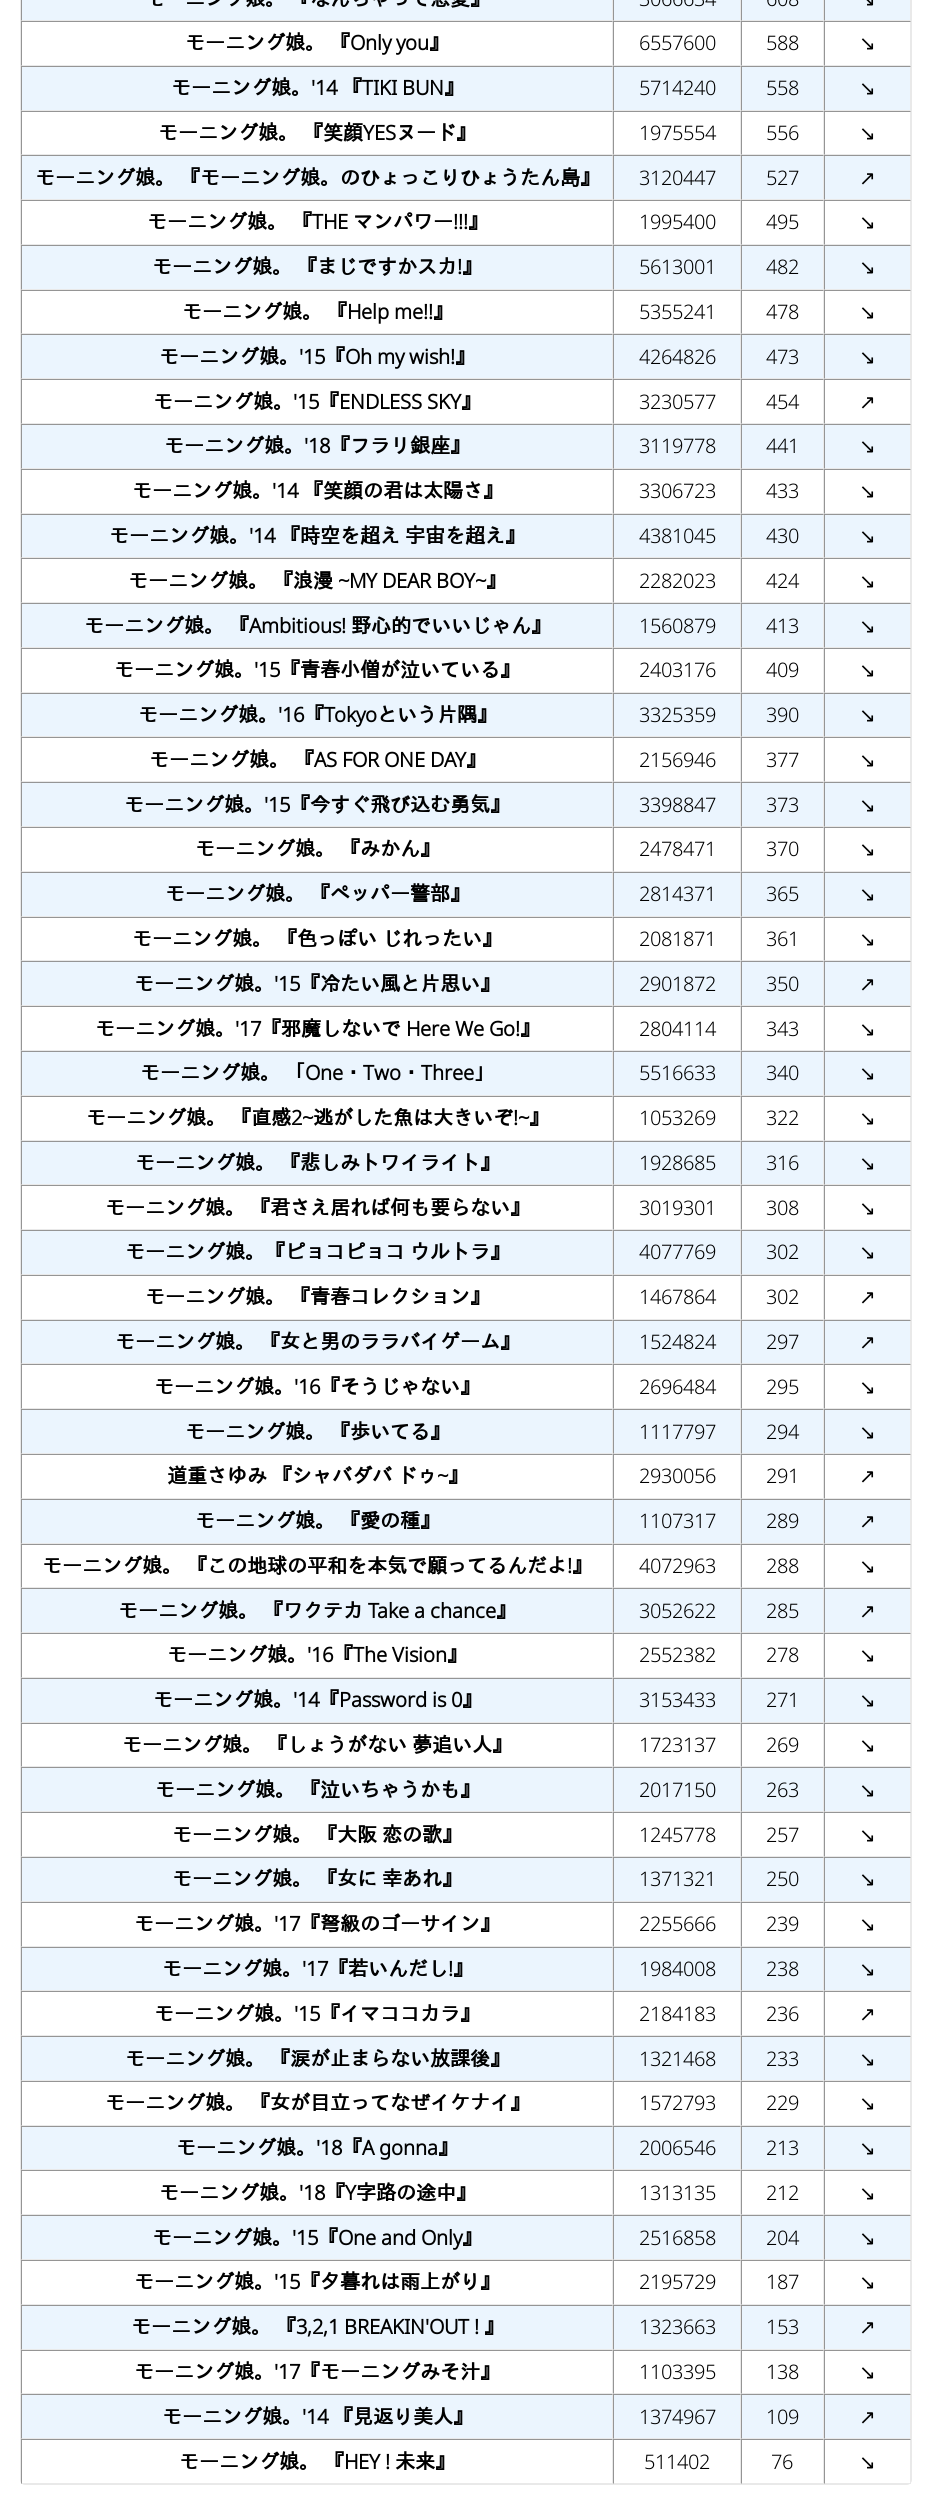 モーニング娘。 『なんちゃって恋愛』 3066634 608 ↘
モーニング娘。 『Only you』 6557600 588 ↘
モーニング娘。'14 『TIKI BUN』 5714240 558 ↘
モーニング娘。 『笑顔YESヌード』 1975554 556 ↘
モーニング娘。 『モーニング娘。のひょっこりひょうたん島』 3120447 527 ↗
モーニング娘。 『THE マンパワー!!!』 1995400 495 ↘
モーニング娘。 『まじですかスカ!』 5613001 482 ↘
モーニング娘。 『Help me!!』 5355241 478 ↘
モーニング娘。'15『Oh my wish!』 4264826 473 ↘
モーニング娘。'15『ENDLESS SKY』 3230577 454 ↗
モーニング娘。'18『フラリ銀座』 3119778 441 ↘
モーニング娘。'14 『笑顔の君は太陽さ』 3306723 433 ↘
モーニング娘。'14 『時空を超え 宇宙を超え』 4381045 430 ↘
モーニング娘。 『浪漫 ~MY DEAR BOY~』 2282023 424 ↘
モーニング娘。 『Ambitious! 野心的でいいじゃん』 1560879 413 ↘
モーニング娘。'15『青春小僧が泣いている』 2403176 409 ↘
モーニング娘。'16『Tokyoという片隅』 3325359 390 ↘
モーニング娘。 『AS FOR ONE DAY』 2156946 377 ↘
モーニング娘。'15『今すぐ飛び込む勇気』 3398847 373 ↘
モーニング娘。 『みかん』 2478471 370 ↘
モーニング娘。 『ペッパー警部』 2814371 365 ↘
モーニング娘。 『色っぽい じれったい』 2081871 361 ↘
モーニング娘。'15『冷たい風と片思い』 2901872 350 ↗
モーニング娘。'17『邪魔しないで Here We Go!』 2804114 343 ↘
モーニング娘。 「One・Two・Three」 5516633 340 ↘
モーニング娘。 『直感2~逃がした魚は大きいぞ!~』 1053269 322 ↘
モーニング娘。 『悲しみトワイライト』 1928685 316 ↘
モーニング娘。 『君さえ居れば何も要らない』 3019301 308 ↘
モーニング娘。『ピョコピョコ ウルトラ』 4077769 302 ↘
モーニング娘。 『青春コレクション』 1467864 302 ↗
モーニング娘。 『女と男のララバイゲーム』 1524824 297 ↗
モーニング娘。'16『そうじゃない』 2696484 295 ↘
モーニング娘。 『歩いてる』 1117797 294 ↘
道重さゆみ 『シャバダバ ドゥ~』 2930056 291 ↗
モーニング娘。 『愛の種』 1107317 289 ↗
モーニング娘。 『この地球の平和を本気で願ってるんだよ!』 4072963 288 ↘
モーニング娘。 『ワクテカ Take a chance』 3052622 285 ↗
モーニング娘。'16『The Vision』 2552382 278 ↘
モーニング娘。'14『Password is 0』 3153433 271 ↘
モーニング娘。 『しょうがない 夢追い人』 1723137 269 ↘
モーニング娘。 『泣いちゃうかも』 2017150 263 ↘
モーニング娘。 『大阪 恋の歌』 1245778 257 ↘
モーニング娘。 『女に 幸あれ』 1371321 250 ↘
モーニング娘。'17『弩級のゴーサイン』 2255666 239 ↘
モーニング娘。'17『若いんだし!』 1984008 238 ↘
モーニング娘。'15『イマココカラ』 2184183 236 ↗
モーニング娘。 『涙が止まらない放課後』 1321468 233 ↘
モーニング娘。 『女が目立ってなぜイケナイ』 1572793 229 ↘
モーニング娘。'18『A gonna』 2006546 213 ↘
モーニング娘。'18『Y字路の途中』 1313135 212 ↘
モーニング娘。'15『One and Only』 2516858 204 ↘
モーニング娘。'15『夕暮れは雨上がり』 2195729 187 ↘
モーニング娘。 『3,2,1 BREAKIN'OUT ! 』 1323663 153 ↗
モーニング娘。'17『モーニングみそ汁』 1103395 138 ↘
モーニング娘。'14 『見返り美人』 1374967 109 ↗
モーニング娘。 『HEY ! 未来』 511402 76 ↘